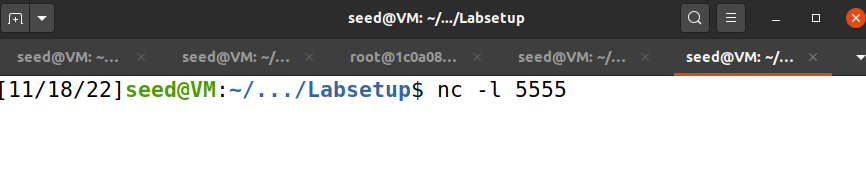 seed@VM: ~/.../Labsetup
seed@VM: ~... seed@VM: ~/... root@1c0a08... seed@VM: ~/... seed@VM: ~/...
[11/18/22]seed@VM:~/.../Labsetup$ nc -l 5555